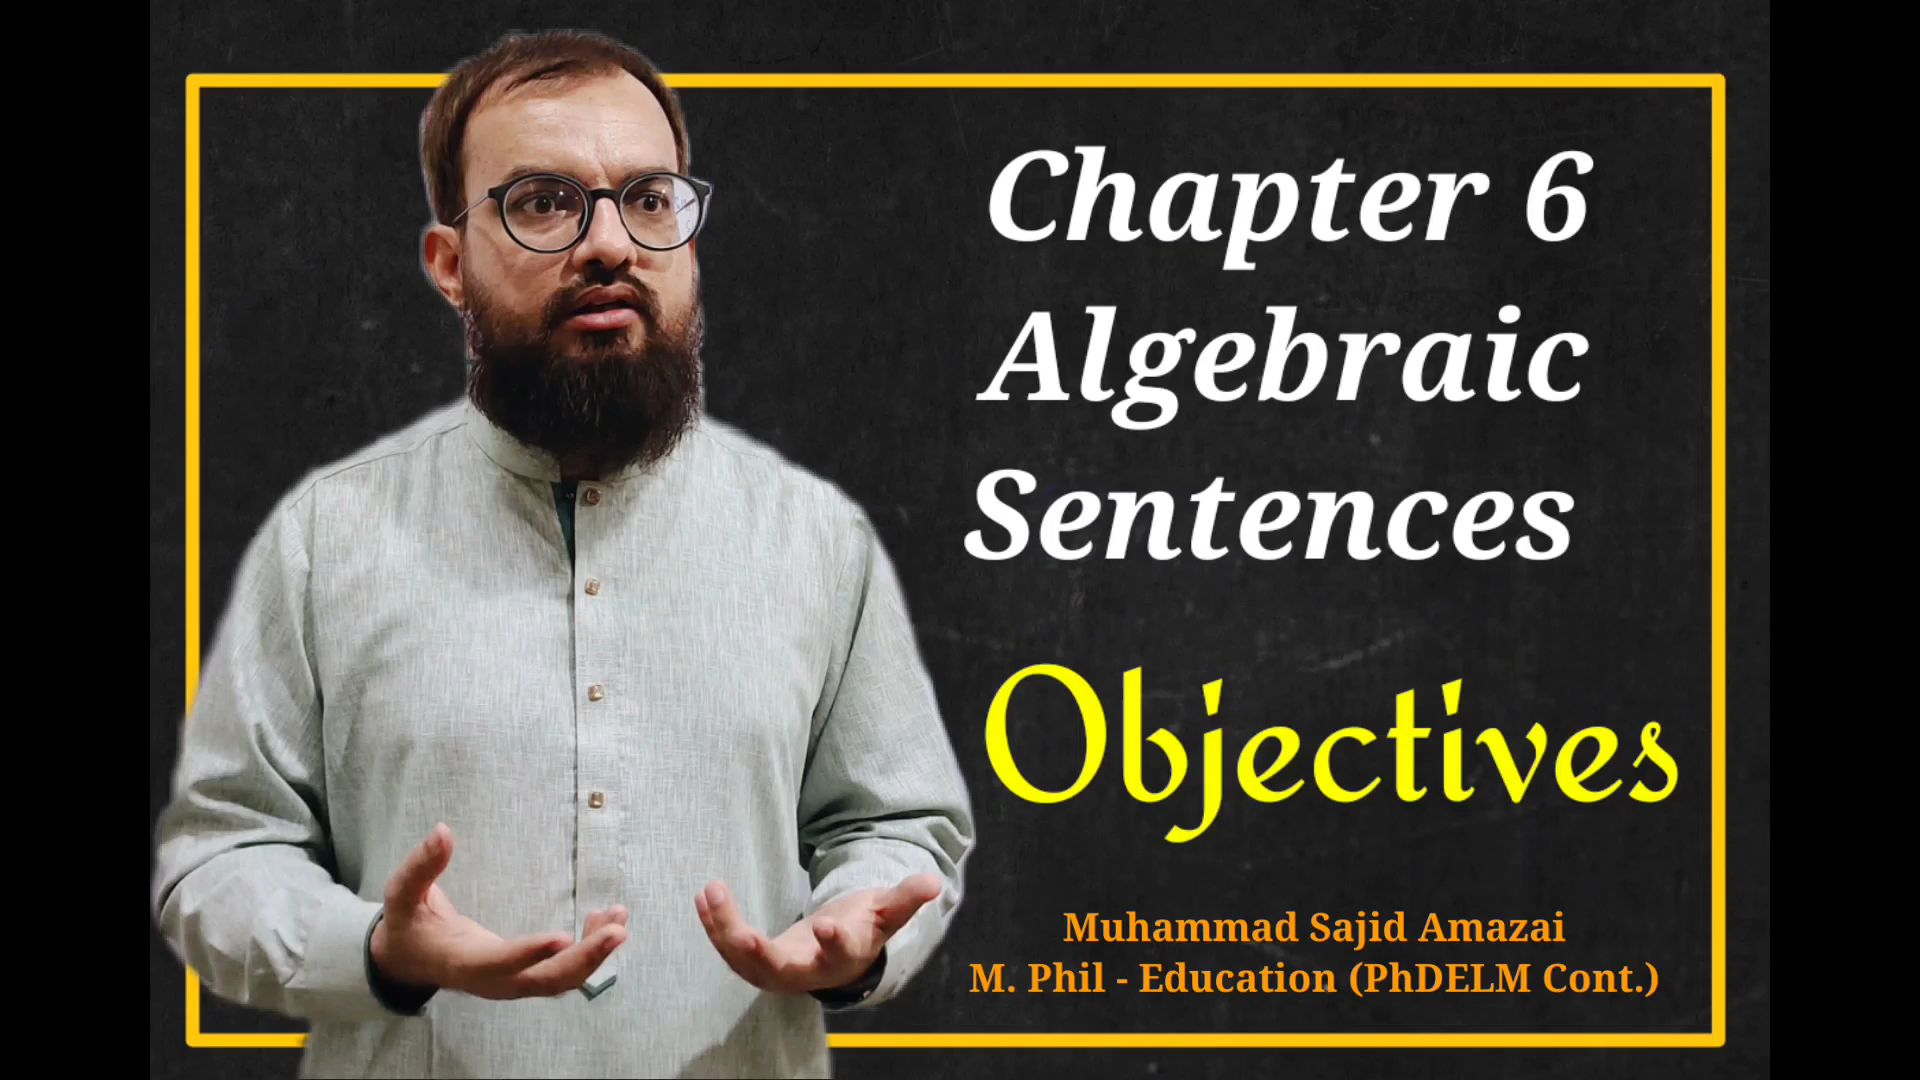 Chapter 6
Algebraic
Sentences
Objectives
Muhammad Sajid Amazai
M. Phil - Education (PhDELM Cont.)